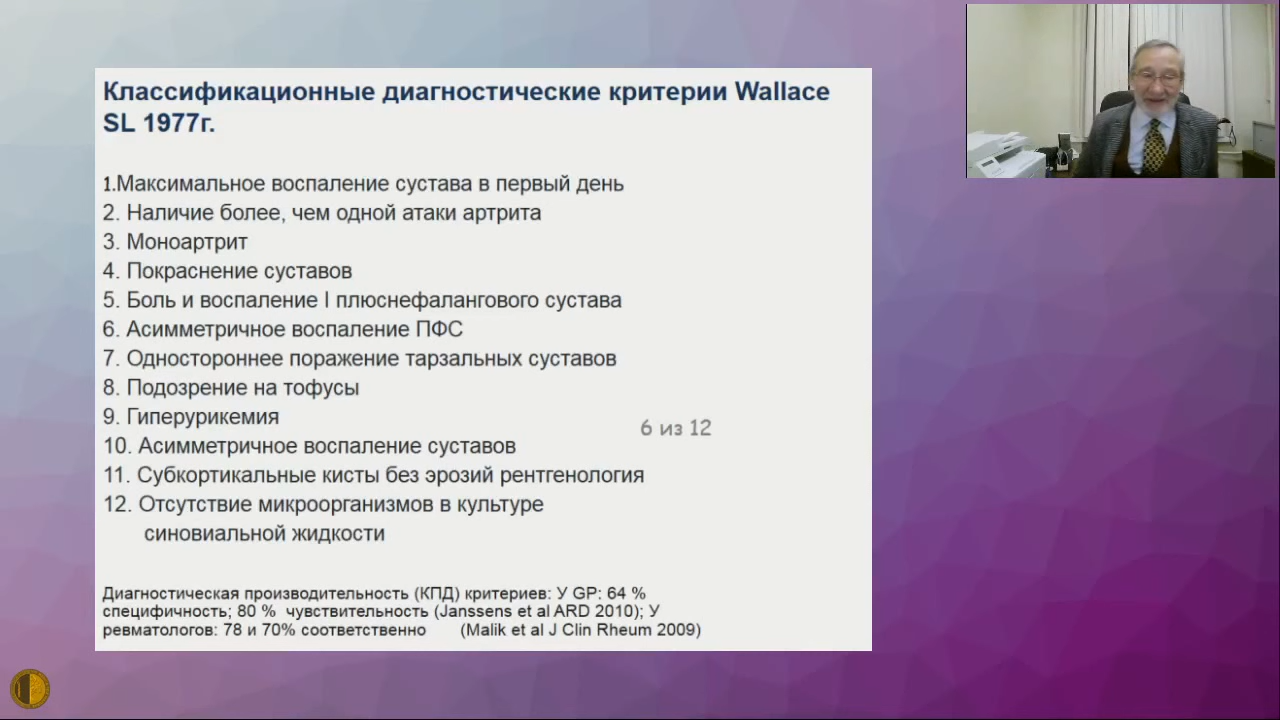 Классификационные диагностические критерии Wallace
SL 1977г.
1.Максимальное воспаление сустава в первый день
2. Наличие более, чем одной атаки артрита
3. Моноартрит
4. Покраснение суставов
5. Боль и воспаление I плюснефалангового сустава
6. Асимметричное воспаление ПФС
7. Одностороннее поражение тарзальных суставов
8. Подозрение на тофусы
9. Гиперурикемия
6 из 12
10. Асимметричное воспаление суставов
11. Субкортикальные кисты без эрозий рентгенология
12. Отсутствие микроорганизмов в культуре
синовиальной жидкости
Диагностическая производительность (КПД) критериев: У GP: 64 %
специфичность; 80 % чувствительность (Janssens et al ARD 2010); У
ревматологов: 78 и 70% соответственно (Malik et al J Clin Rheum 2009)